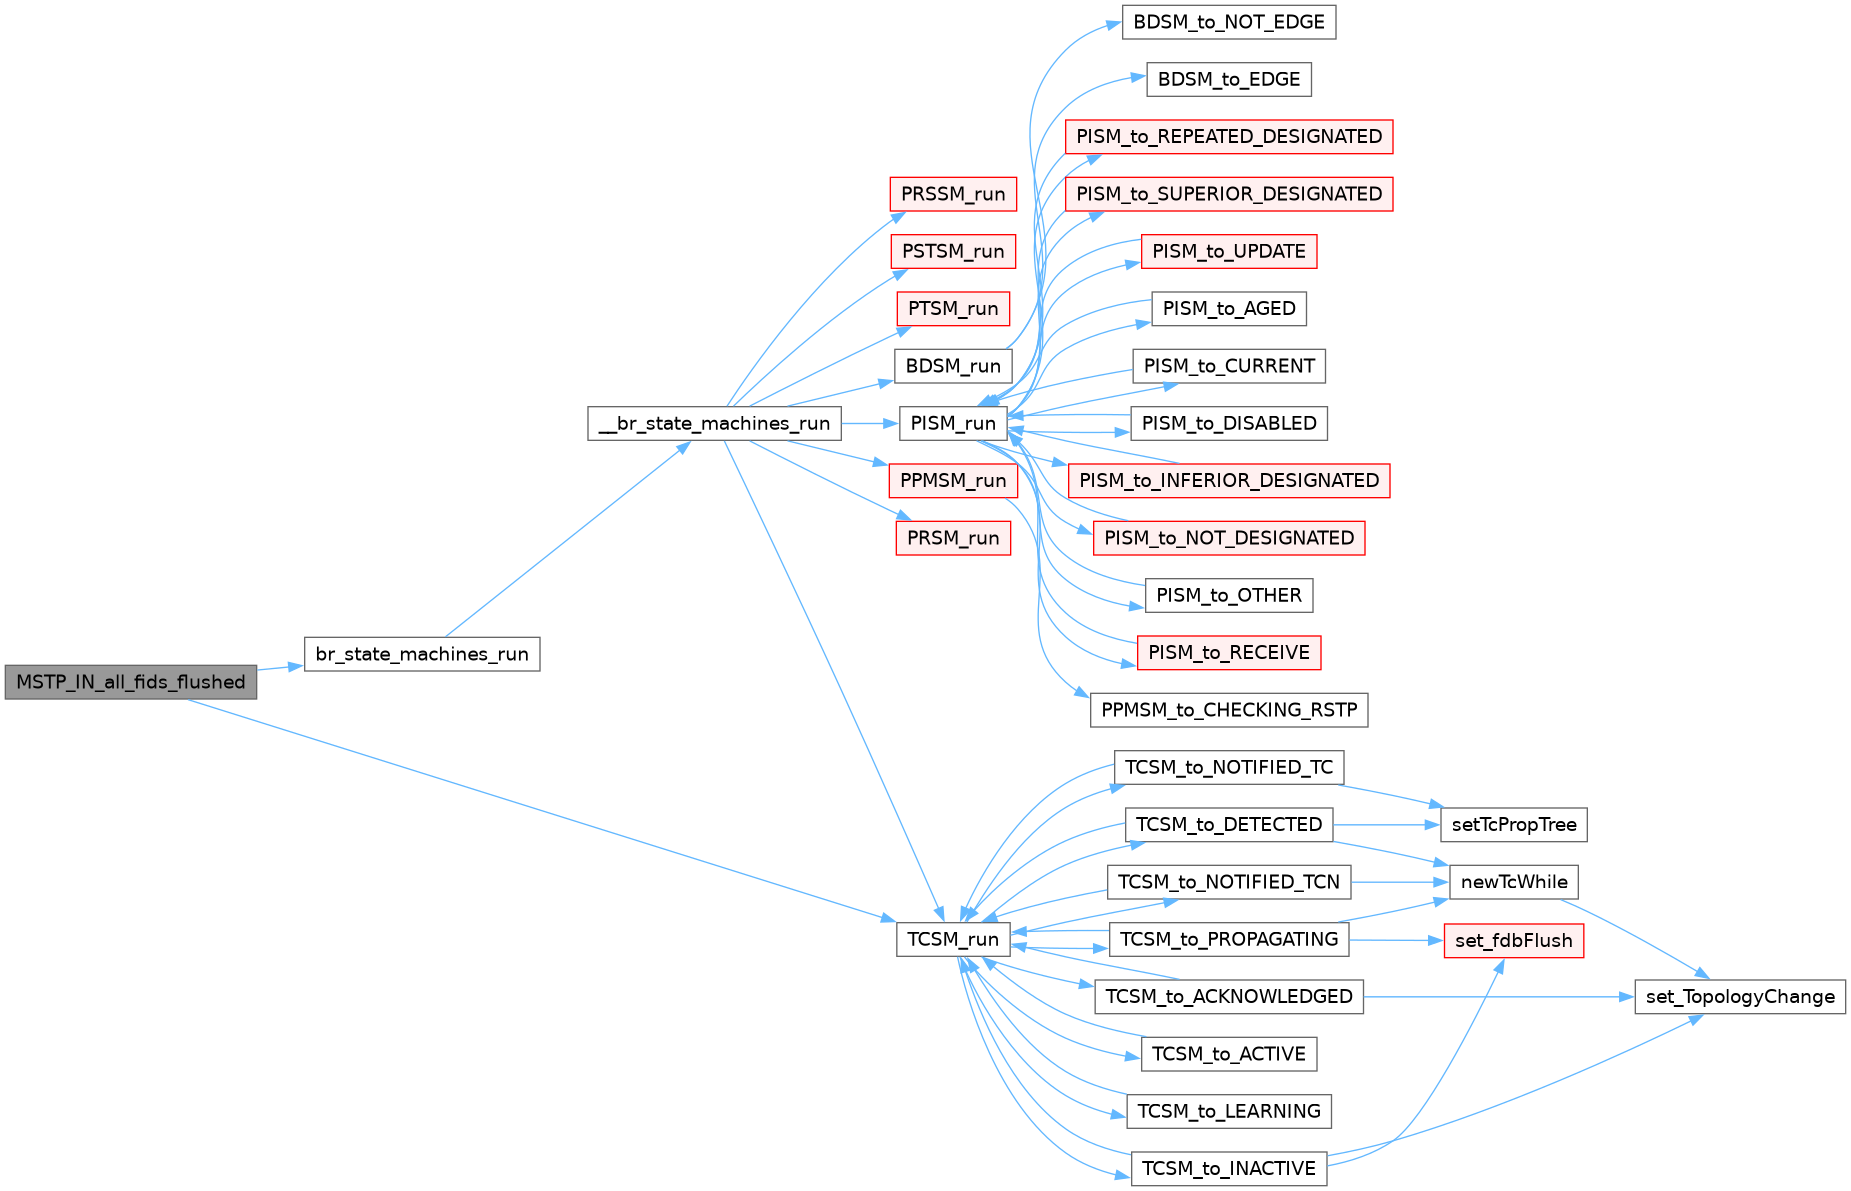 BDSM_to_NOT_EDGE
BDSM_to_EDGE
PISM_to_REPEATED_DESIGNATED
PRSSM_run
PISM_to_SUPERIOR_DESIGNATED
PSTSM_run
PISM_to_UPDATE
PTSM_run
PISM_to_AGED
BDSM_run
PISM_to_CURRENT
__br_state_machines_run
PISM_run
PISM_to_DISABLED
PPMSM_run
PISM_to_INFERIOR_DESIGNATED
PRSM_run
PISM_to_NOT_DESIGNATED
PISM_to_OTHER
br_state_machines_run
PISM_to_RECEIVE
MSTP_IN_all_fids_flushed
PPMSM_to_CHECKING_RSTP
TCSM_to_NOTIFIED_TC
TCSM_to_DETECTED
setTcPropTree
TCSM_to_NOTIFIED_TCN
newTcWhile
TCSM_run
TCSM_to_PROPAGATING
set_fdbFlush
TCSM_to_ACKNOWLEDGED
set_TopologyChange
TCSM_to_ACTIVE
TCSM_to_LEARNING
TCSM_to_INACTIVE